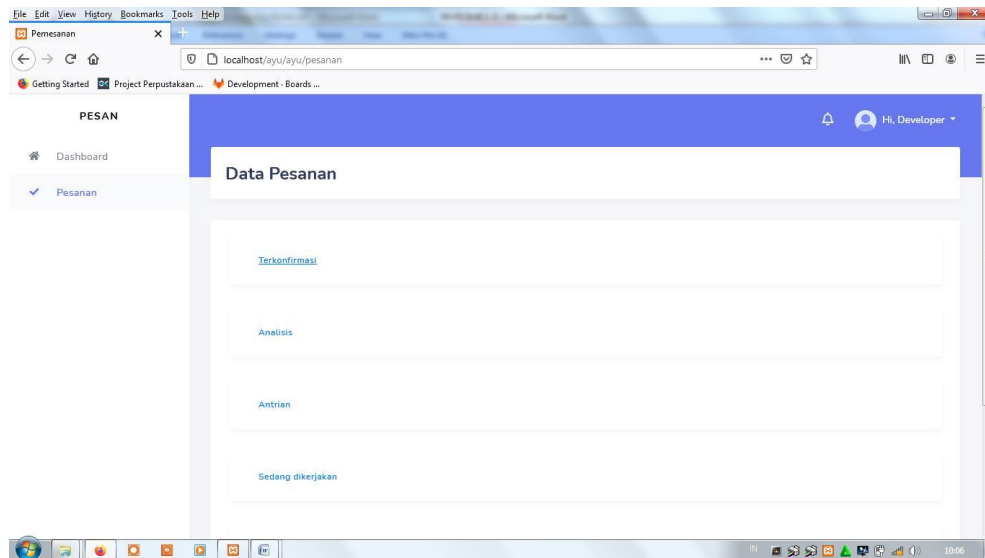 File Edit View History Bookmarks Tools Help
Pemesanan
localhost/ayu/ayu/pesanan
Getting Started Project Perpustakaan ... Development - Boards ...
PESAN
Hi, Developer
Dashboard
Data Pesanan
Pesanan
Terkonfirmasi
Analisis
Antrian
Sedang dikerjakan
IN
10:06